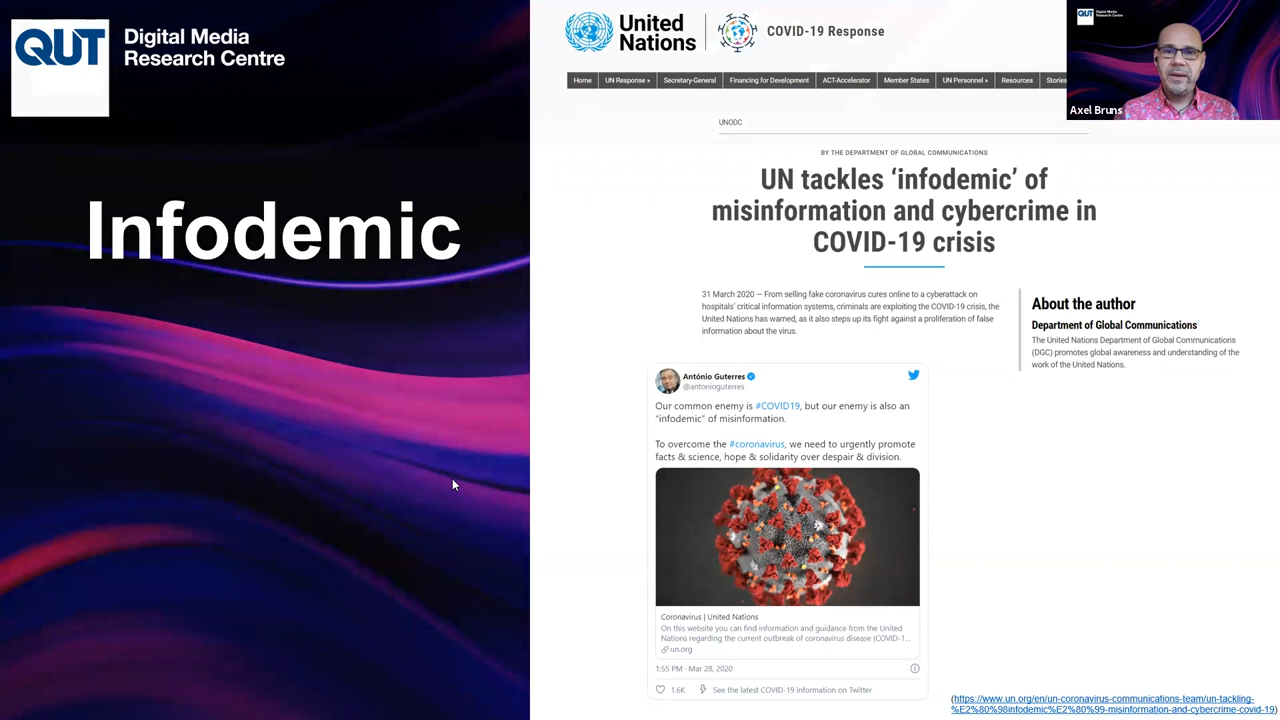 QUT
Digital Media
Research Centre
Infodemic
United
Nations
COVID-19 Response
Home
UN Response »
Secretary-General
Financing for Development
ACT-Accelerator
Member States
UN Personnel »
Resources
Stories
QUT
Digital Media
Research Centre
Axel Bruns
UNODC
BY THE DEPARTMENT OF GLOBAL COMMUNICATIONS
UN tackles ‘infodemic’ of
misinformation and cybercrime in
COVID-19 crisis
31 March 2020 — From selling fake coronavirus cures online to a cyberattack on
hospitals’ critical information systems, criminals are exploiting the COVID-19 crisis, the
United Nations has warned, as it also steps up its fight against a proliferation of false
information about the virus.
About the author
Department of Global Communications
The United Nations Department of Global Communications
(DGC) promotes global awareness and understanding of the
work of the United Nations.
António Guterres
@antonioguterres
Our common enemy is #COVID19, but our enemy is also an
“infodemic” of misinformation.
To overcome the #coronavirus, we need to urgently promote
facts & science, hope & solidarity over despair & division.
Coronavirus | United Nations
On this website you can find information and guidance from the United
Nations regarding the current outbreak of coronavirus disease (COVID-1...
un.org
1:55 PM · Mar 28, 2020
1.6K
See the latest COVID-19 information on Twitter
(https://www.un.org/en/un-coronavirus-communications-team/un-tackling-
%E2%80%98infodemic%E2%80%99-misinformation-and-cybercrime-covid-19)